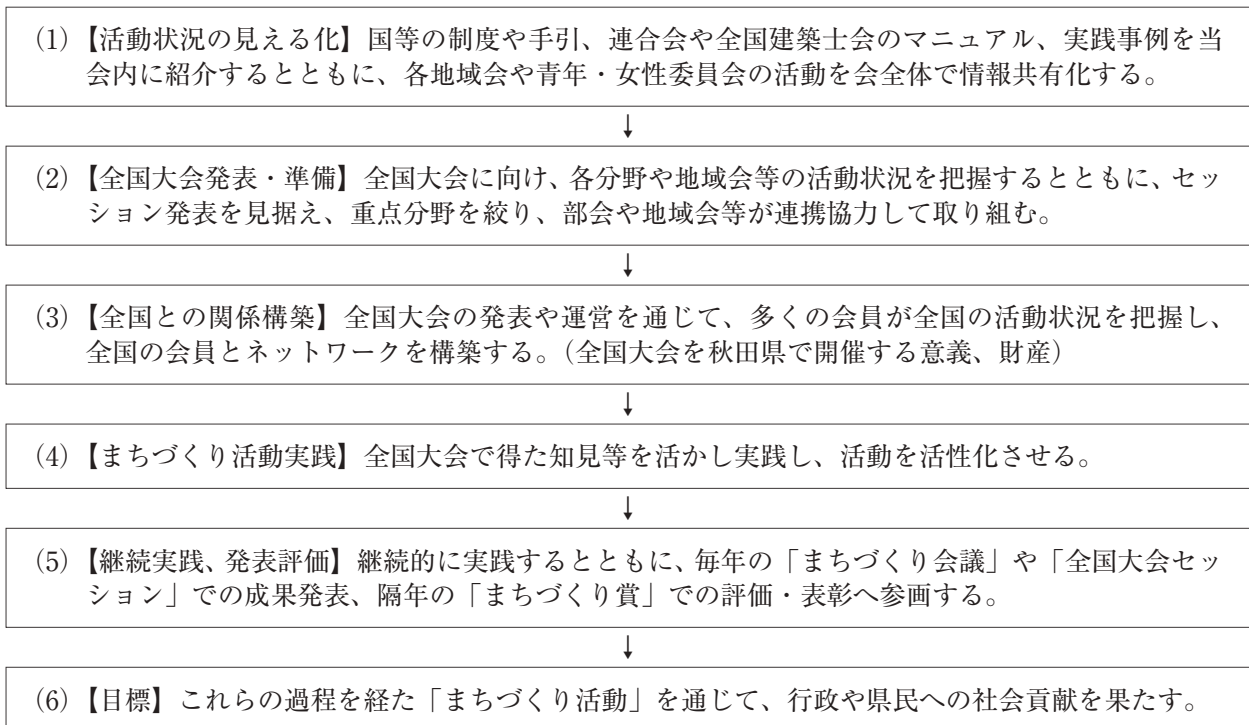 (1)【活動状況の見える化】国等の制度や手引、連合会や全国建築士会のマニュアル、実践事例を当
会内に紹介するとともに、各地域会や青年・女性委員会の活動を会全体で情報共有化する。
↓
(2)【全国大会発表・準備】全国大会に向け、各分野や地域会等の活動状況を把握するとともに、セッ
ション発表を見据え、重点分野を絞り、部会や地域会等が連携協力して取り組む。
↓
(3)【全国との関係構築】全国大会の発表や運営を通じて、多くの会員が全国の活動状況を把握し、
全国の会員とネットワークを構築する。（全国大会を秋田県で開催する意義、財産）
↓
(4)【まちづくり活動実践】全国大会で得た知見等を活かし実践し、活動を活性化させる。
↓
(5)【継続実践、発表評価】継続的に実践するとともに、毎年の「まちづくり会議」や「全国大会セッ
ション」での成果発表、隔年の「まちづくり賞」での評価・表彰へ参画する。
↓
(6)【目標】これらの過程を経た「まちづくり活動」を通じて、行政や県民への社会貢献を果たす。